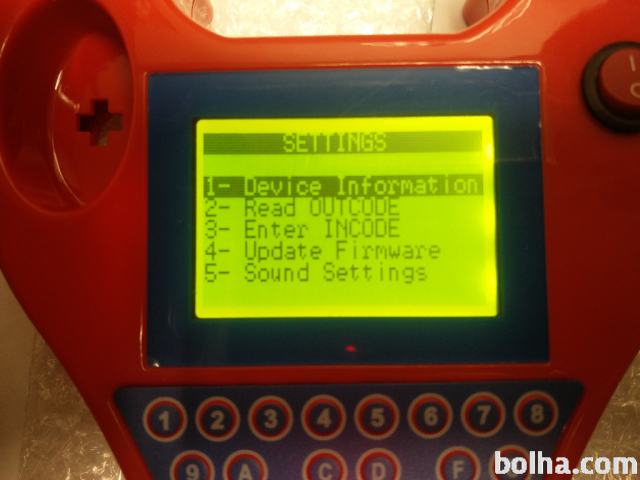 SETTINGS
1- Device Information
2- Read OUTCODE
3- Enter INCODE
4- Update Firmware
5- Sound Settings
1 2 3 4 5 6 7 8
9 A C D F
bolha.com